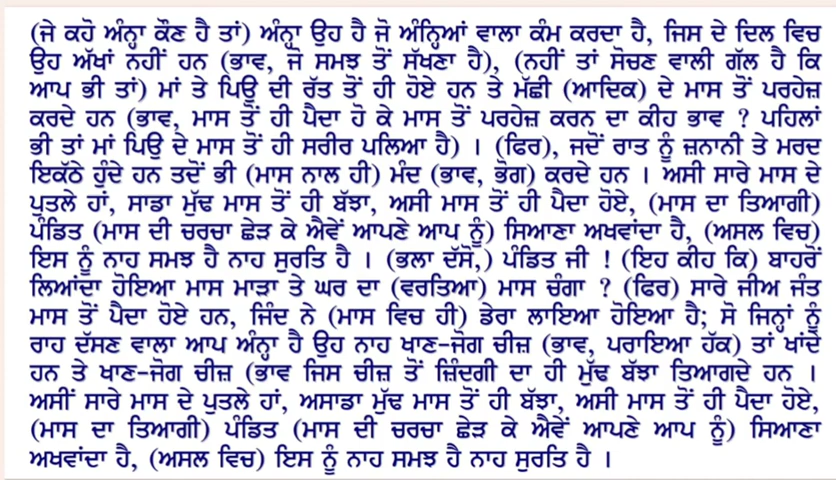 (ਜੇ ਕਹੋ ਅੰਨ੍ਹਾ ਕੌਣ ਹੈ ਤਾਂ) ਅੰਨ੍ਹਾ ਉਹ ਹੈ ਜੋ ਅੰਨ੍ਹਿਆਂ ਵਾਲਾ ਕੰਮ ਕਰਦਾ ਹੈ, ਜਿਸ ਦੇ ਦਿਲ ਵਿਚ
ਉਹ ਅੱਖਾਂ ਨਹੀਂ ਹਨ (ਭਾਵ, ਜੋ ਸਮਝ ਤੋਂ ਸੱਖਣਾ ਹੈ), (ਨਹੀਂ ਤਾਂ ਸੋਚਣ ਵਾਲੀ ਗੱਲ ਹੈ ਕਿ
ਆਪ ਭੀ ਤਾਂ) ਮਾਂ ਤੇ ਪਿਉ ਦੀ ਰੱਤ ਤੋਂ ਹੀ ਹੋਏ ਹਨ ਤੇ ਮੱਛੀ (ਆਦਿਕ) ਦੇ ਮਾਸ ਤੋਂ ਪਰਹੇਜ਼
ਕਰਦੇ ਹਨ (ਭਾਵ, ਮਾਸ ਤੋਂ ਹੀ ਪੈਦਾ ਹੋ ਕੇ ਮਾਸ ਤੋਂ ਪਰਹੇਜ਼ ਕਰਨ ਦਾ ਕੀਹ ਭਾਵ ? ਪਹਿਲਾਂ
ਭੀ ਤਾਂ ਮਾਂ ਪਿਉ ਦੇ ਮਾਸ ਤੋਂ ਹੀ ਸਰੀਰ ਪਲਿਆ ਹੈ) । (ਫਿਰ), ਜਦੋਂ ਰਾਤ ਨੂੰ ਜ਼ਨਾਨੀ ਤੇ ਮਰਦ
ਇਕੱਠੇ ਹੁੰਦੇ ਹਨ ਤਦੋਂ ਭੀ (ਮਾਸ ਨਾਲ ਹੀ) ਮੰਦ (ਭਾਵ, ਭੋਗ) ਕਰਦੇ ਹਨ । ਅਸੀ ਸਾਰੇ ਮਾਸ ਦੇ
ਪੁਤਲੇ ਹਾਂ, ਸਾਡਾ ਮੁੱਢ ਮਾਸ ਤੋਂ ਹੀ ਬੱਝਾ, ਅਸੀ ਮਾਸ ਤੋਂ ਹੀ ਪੈਦਾ ਹੋਏ, (ਮਾਸ ਦਾ ਤਿਆਗੀ)
ਪੰਡਿਤ (ਮਾਸ ਦੀ ਚਰਚਾ ਛੇੜ ਕੇ ਐਵੇਂ ਆਪਣੇ ਆਪ ਨੂੰ) ਸਿਆਣਾ ਅਖਵਾਂਦਾ ਹੈ, (ਅਸਲ ਵਿਚ)
ਇਸ ਨੂੰ ਨਾਹ ਸਮਝ ਹੈ ਨਾਹ ਸੁਰਤਿ ਹੈ । (ਭਲਾ ਦੱਸੋ,) ਪੰਡਿਤ ਜੀ ! (ਇਹ ਕੀਹ ਕਿ) ਬਾਹਰੋਂ
ਲਿਆਂਦਾ ਹੋਇਆ ਮਾਸ ਮਾੜਾ ਤੇ ਘਰ ਦਾ (ਵਰਤਿਆ) ਮਾਸ ਚੰਗਾ ? (ਫਿਰ) ਸਾਰੇ ਜੀਅ ਜੰਤ
ਮਾਸ ਤੋਂ ਪੈਦਾ ਹੋਏ ਹਨ, ਜਿੰਦ ਨੇ (ਮਾਸ ਵਿਚ ਹੀ) ਡੇਰਾ ਲਾਇਆ ਹੋਇਆ ਹੈ; ਸੋ ਜਿਨ੍ਹਾਂ ਨੂੰ
ਰਾਹ ਦੱਸਣ ਵਾਲਾ ਆਪ ਅੰਨ੍ਹਾ ਹੈ ਉਹ ਨਾਹ ਖਾਣ-ਜੋਗ ਚੀਜ਼ (ਭਾਵ, ਪਰਾਇਆ ਹੱਕ) ਤਾਂ ਖਾਂਦੇ
ਹਨ ਤੇ ਖਾਣ-ਜੋਗ ਚੀਜ਼ (ਭਾਵ ਜਿਸ ਚੀਜ਼ ਤੋਂ ਜ਼ਿੰਦਗੀ ਦਾ ਹੀ ਮੁੱਢ ਬੱਝਾ ਤਿਆਗਦੇ ਹਨ ।
ਅਸੀਂ ਸਾਰੇ ਮਾਸ ਦੇ ਪੁਤਲੇ ਹਾਂ, ਅਸਾਡਾ ਮੁੱਢ ਮਾਸ ਤੋਂ ਹੀ ਬੱਝਾ, ਅਸੀ ਮਾਸ ਤੋਂ ਹੀ ਪੈਦਾ ਹੋਏ,
(ਮਾਸ ਦਾ ਤਿਆਗੀ) ਪੰਡਿਤ (ਮਾਸ ਦੀ ਚਰਚਾ ਛੇੜ ਕੇ ਐਵੇਂ ਆਪਣੇ ਆਪ ਨੂੰ) ਸਿਆਣਾ
ਅਖਵਾਂਦਾ ਹੈ, (ਅਸਲ ਵਿਚ) ਇਸ ਨੂੰ ਨਾਹ ਸਮਝ ਹੈ ਨਾਹ ਸੁਰਤਿ ਹੈ ।